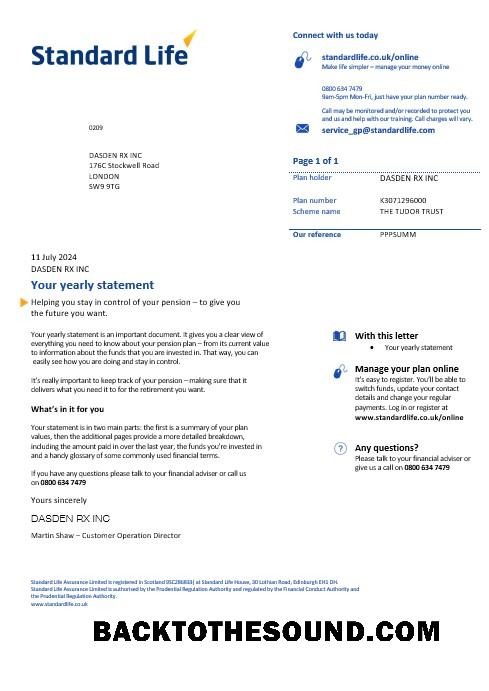 Standard Life
Connect with us today
standardlife.co.uk/online
Make life simpler – manage your money online
0800 634 7479
9am-5pm Mon-Fri, just have your plan number ready.
Call may be monitored and/or recorded to protect you
and us and help with our training. Call charges will vary.
service_gp@standardlife.com
0209
DASDEN RX INC
176C Stockwell Road
LONDON
SW9 9TG
Page 1 of 1
Plan holder DASDEN RX INC
Plan number K3071296000
Scheme name THE TUDOR TRUST
Our reference PPPSUMM
11 July 2024
DASDEN RX INC
Your yearly statement
Helping you stay in control of your pension – to give you
the future you want.
Your yearly statement is an important document. It gives you a clear view of
everything you need to know about your pension plan – from its current value
to information about the funds that you are invested in. That way, you can
easily see how you are doing and stay in control.
It's really important to keep track of your pension – making sure that it
delivers what you need it to for the retirement you want.
What's in it for you
Your statement is in two main parts: the first is a summary of your plan
values, then the additional pages provide a more detailed breakdown,
including the amount paid in over the last year, the funds you're invested in
and a handy glossary of some commonly used financial terms.
If you have any questions please talk to your financial adviser or call us
on 0800 634 7479
Yours sincerely
DASDEN RX INC
Martin Shaw – Customer Operation Director
With this letter
• Your yearly statement
Manage your plan online
It's easy to register. You'll be able to
switch funds, update your contact
details and change your regular
payments. Log in or register at
www.standardlife.co.uk/online
Any questions?
Please talk to your financial adviser or
give us a call on 0800 634 7479
Standard Life Assurance Limited is registered in Scotland (SC286833) at Standard Life House, 30 Lothian Road, Edinburgh EH1 DH.
Standard Life Assurance Limited is authorised by the Prudential Regulation Authority and regulated by the Financial Conduct Authority and
the Prudential Regulation Authority.
www.standardlife.co.uk
BACKTOTHESOUND.COM